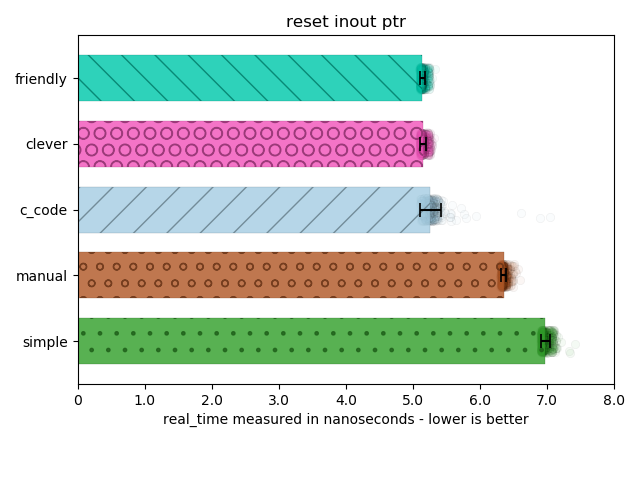 reset inout ptr
friendly
clever
c_code
manual
simple
0 1.0 2.0 3.0 4.0 5.0 6.0 7.0 8.0
real_time measured in nanoseconds - lower is better